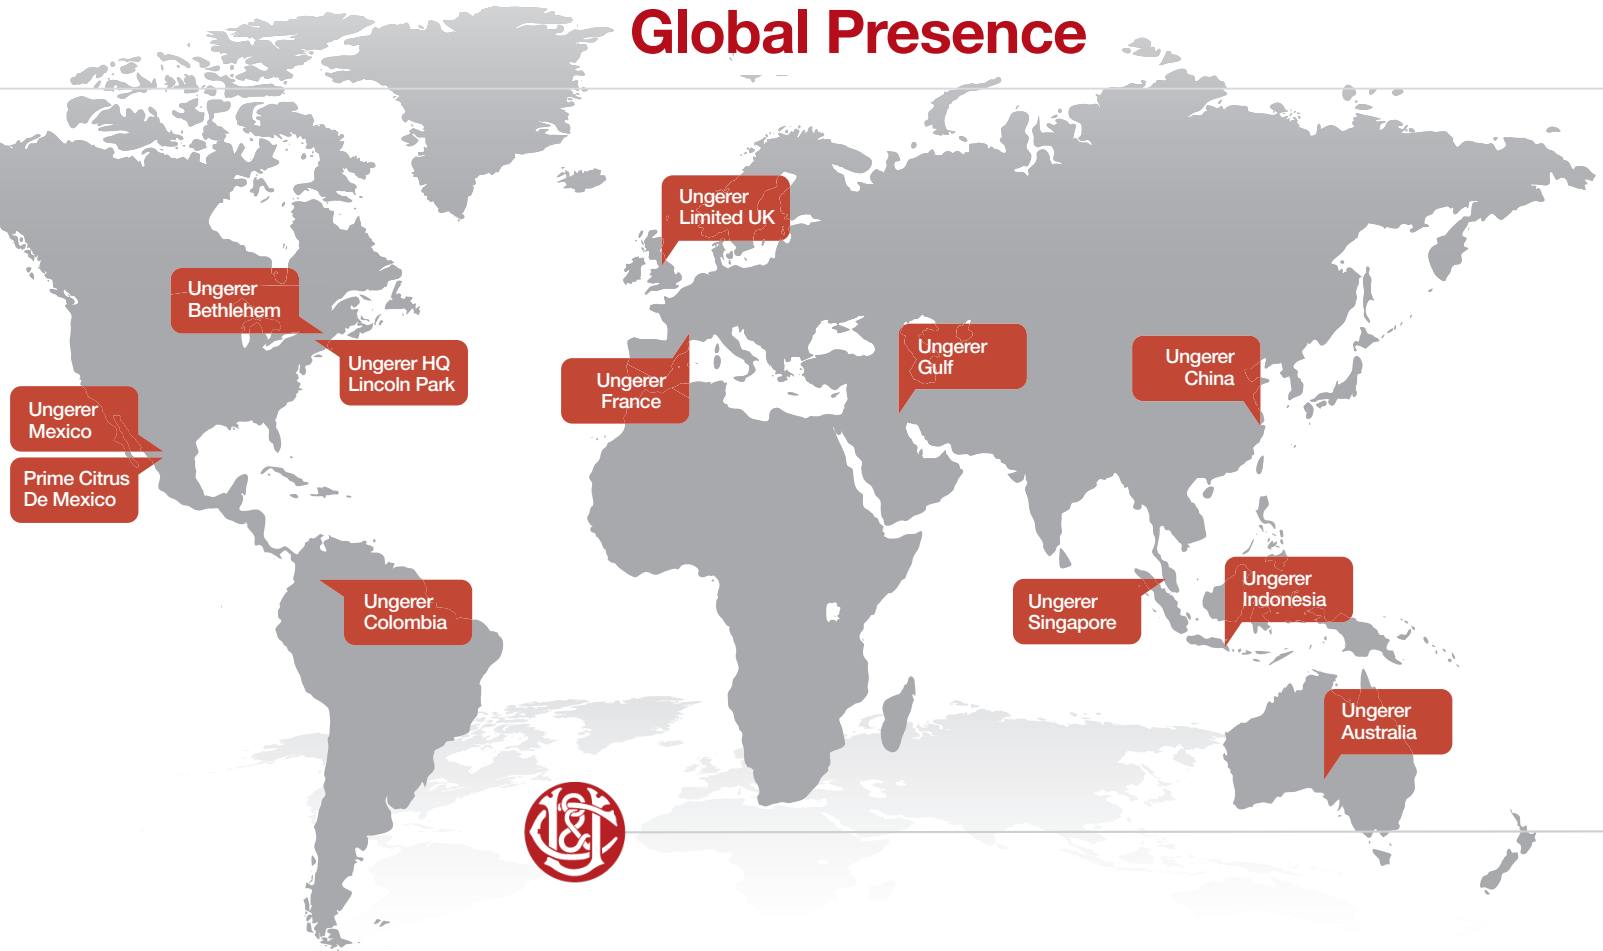 Global Presence
Ungerer
Limited UK
Ungerer
Bethlehem
Ungerer HQ
Lincoln Park
Ungerer
Mexico
Prime Citrus
De Mexico
Ungerer
France
Ungerer
Gulf
Ungerer
China
Ungerer
Colombia
Ungerer
Singapore
Ungerer
Indonesia
Ungerer
Australia